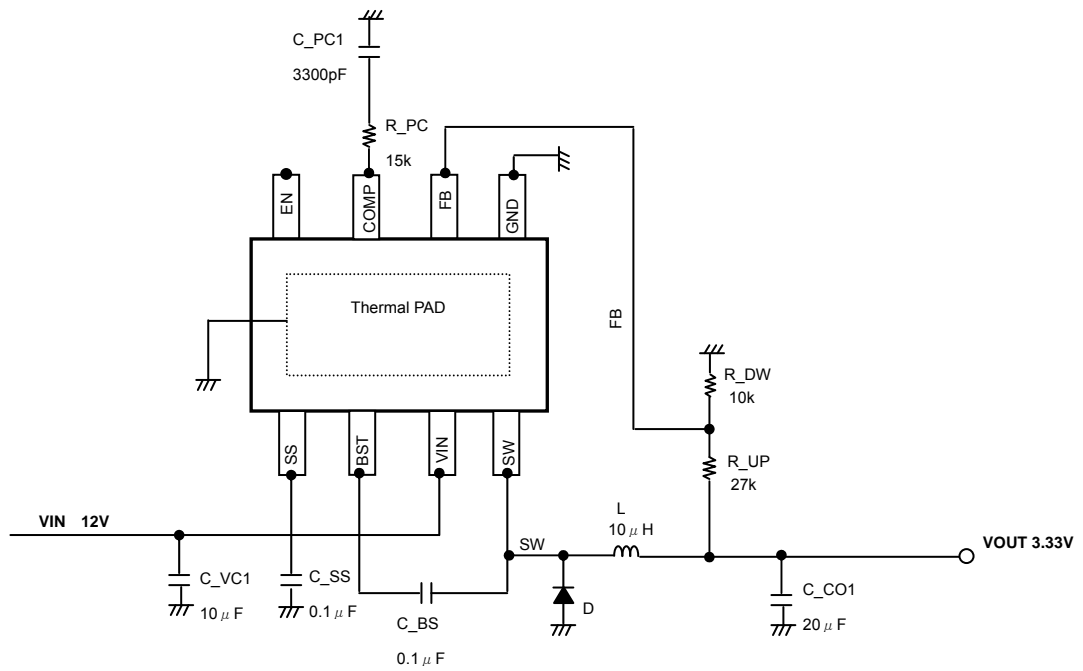 C_PC1
3300pF
R_PC
15k
EN
COMP
FB
GND
Thermal PAD
FB
R_DW
10k
SS
BST
VIN
SW
R_UP
27k
VIN 12V
L
10μH
SW
VOUT 3.33V
C_VC1
10μF
C_SS
0.1μF
C_BS
0.1μF
D
C_CO1
20μF